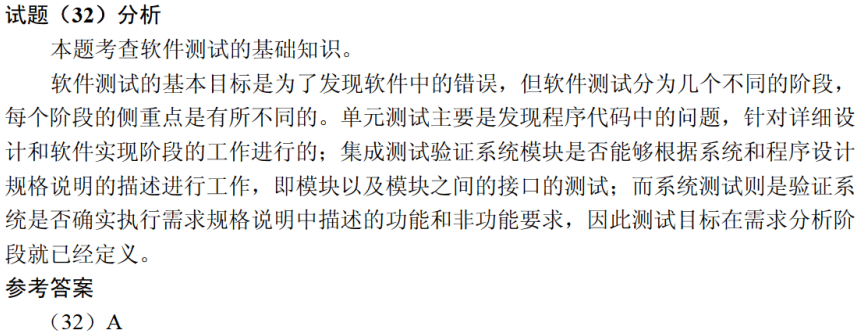 试题（32）分析
本题考查软件测试的基础知识。
软件测试的基本目标是为了发现软件中的错误，但软件测试分为几个不同的阶段，
每个阶段的侧重点是有所不同的。单元测试主要是发现程序代码中的问题，针对详细设
计和软件实现阶段的工作进行的；集成测试验证系统模块是否能够根据系统和程序设计
规格说明的描述进行工作，即模块以及模块之间的接口的测试；而系统测试则是验证系
统是否确实执行需求规格说明中描述的功能和非功能要求，因此测试目标在需求分析阶
段就已经定义。
参考答案
（32）A